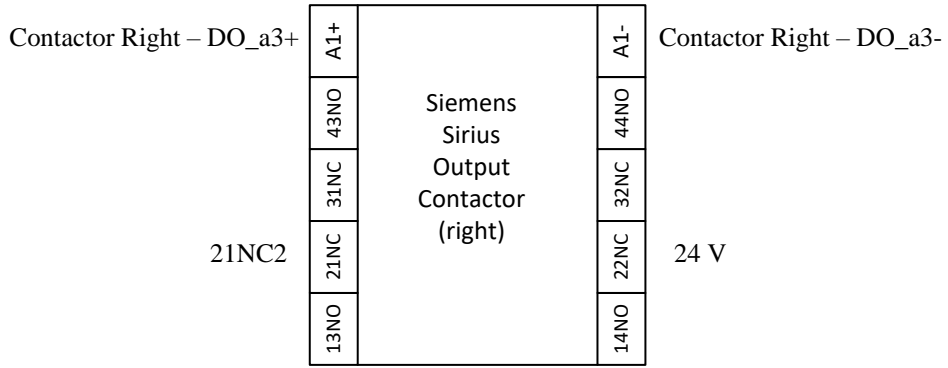 Contactor Right – DO_a3+
A1+
A1-
Contactor Right – DO_a3-
43NO
44NO
Siemens
Sirius
Output
Contactor
(right)
31NC
32NC
21NC2
21NC
22NC
24 V
13NO
14NO